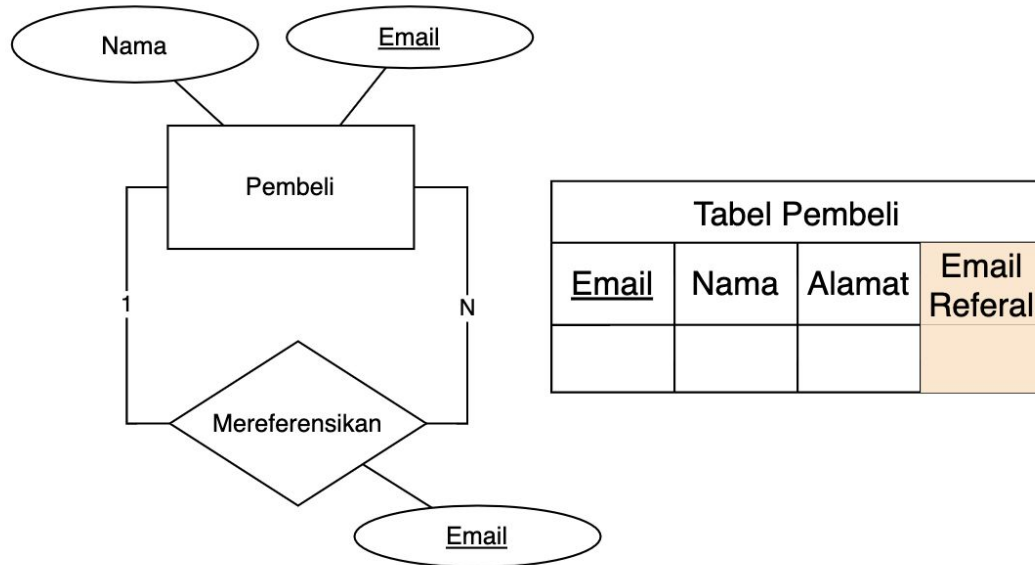 Nama
Email
Pembeli
1
N
Mereferensikan
Email
Tabel Pembeli
Email
Nama
Alamat
Email
Referal